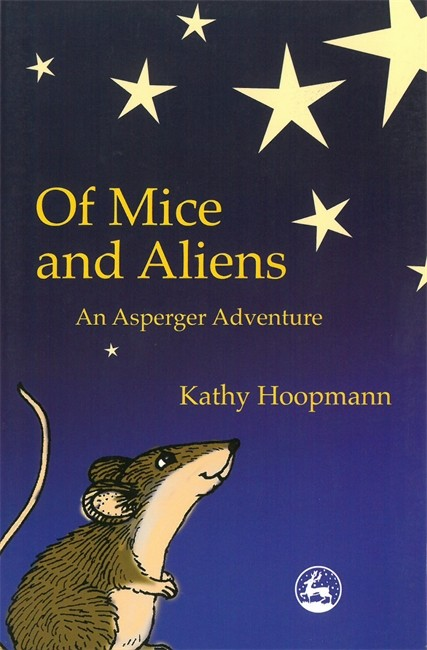 Of Mice
and Aliens
An Asperger Adventure
Kathy Hoopmann